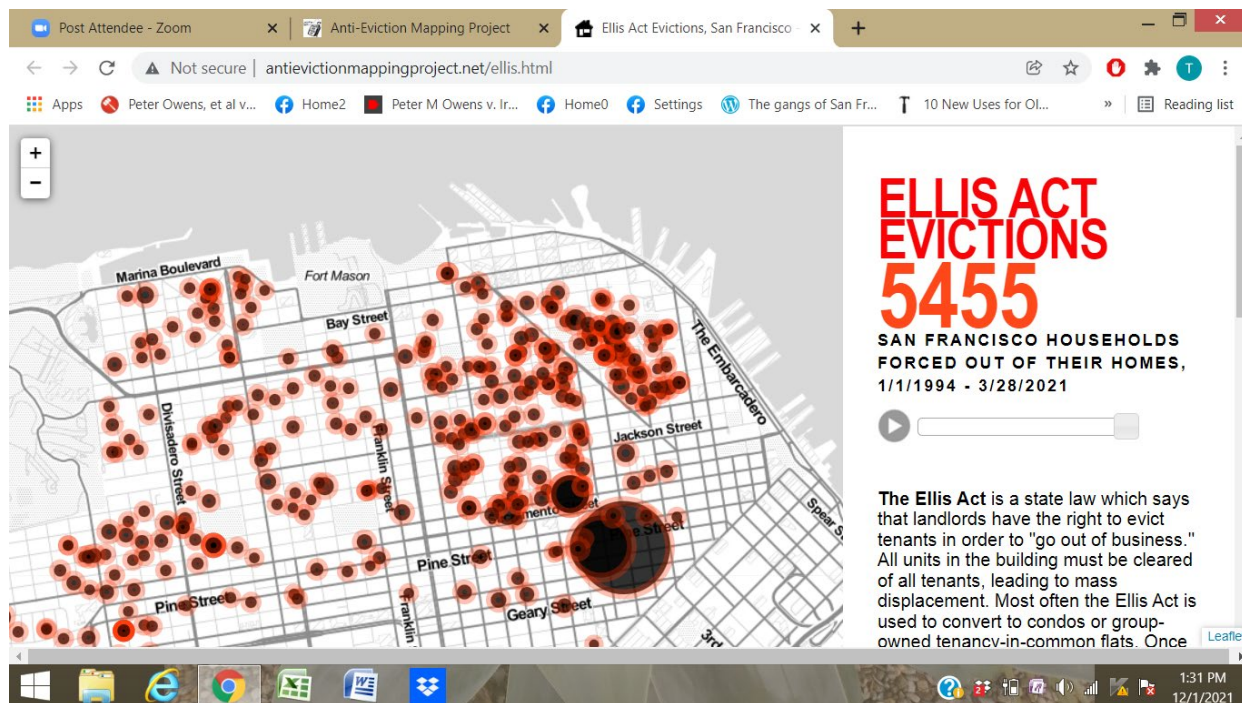 Post Attendee - Zoom
Anti-Eviction Mapping Project
Ellis Act Evictions, San Francisco -
Not secure | antievictionmappingproject.net/ellis.html
T
Apps
Peter Owens, et al v...
Home2
Peter M Owens v. Ir...
Home0
Settings
The gangs of San Fr...
10 New Uses for Ol...
»
Reading list
+
−
Marina Boulevard
Fort Mason
Bay Street
The Embarcadero
Divisadero Street
Franklin Street
Jackson Street
Spear
Pine Street
Pine Street
Pine Street
Geary Street
Franklin
3rd
ELLIS ACT
EVICTIONS
5455
SAN FRANCISCO HOUSEHOLDS
FORCED OUT OF THEIR HOMES,
1/1/1994 - 3/28/2021
The Ellis Act is a state law which says
that landlords have the right to evict
tenants in order to "go out of business."
All units in the building must be cleared
of all tenants, leading to mass
displacement. Most often the Ellis Act is
used to convert to condos or group-
owned tenancy-in-common flats. Once
Leafle
1:31 PM
12/1/2021